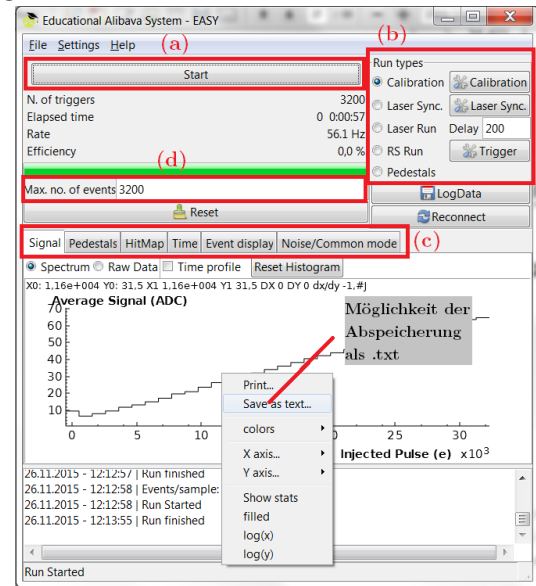 Educational Alibava System - EASY
File Settings Help
(a)
(b)
Start
Run types
Calibration Calibration
N. of triggers 3200
Laser Sync. Laser Sync.
Elapsed time 0 0:00:57
Rate 56.1 Hz
Laser Run Delay 200
Efficiency 0,0 %
RS Run Trigger
(d)
Pedestals
Max. no. of events 3200
LogData
Reset
Reconnect
Signal Pedestals HitMap Time Event display Noise/Common mode
(c)
Spectrum Raw Data Time profile Reset Histogram
X0: 1,16e+004 Y0: 31,5 X1 1,16e+004 Y1 31,5 DX 0 DY 0 dx/dy -1,#J
Average Signal (ADC)
70
60
50
40
30
20
10
0 5 10 25 30
Injected Pulse (e) x10³
Möglichkeit der
Abspeicherung
als .txt
Print...
Save as text...
colors
X axis...
Y axis...
Show stats
filled
log(x)
log(y)
26.11.2015 - 12:12:57 | Run finished
26.11.2015 - 12:12:58 | Events/sample:
26.11.2015 - 12:12:58 | Run Started
26.11.2015 - 12:13:55 | Run finished
Run Started